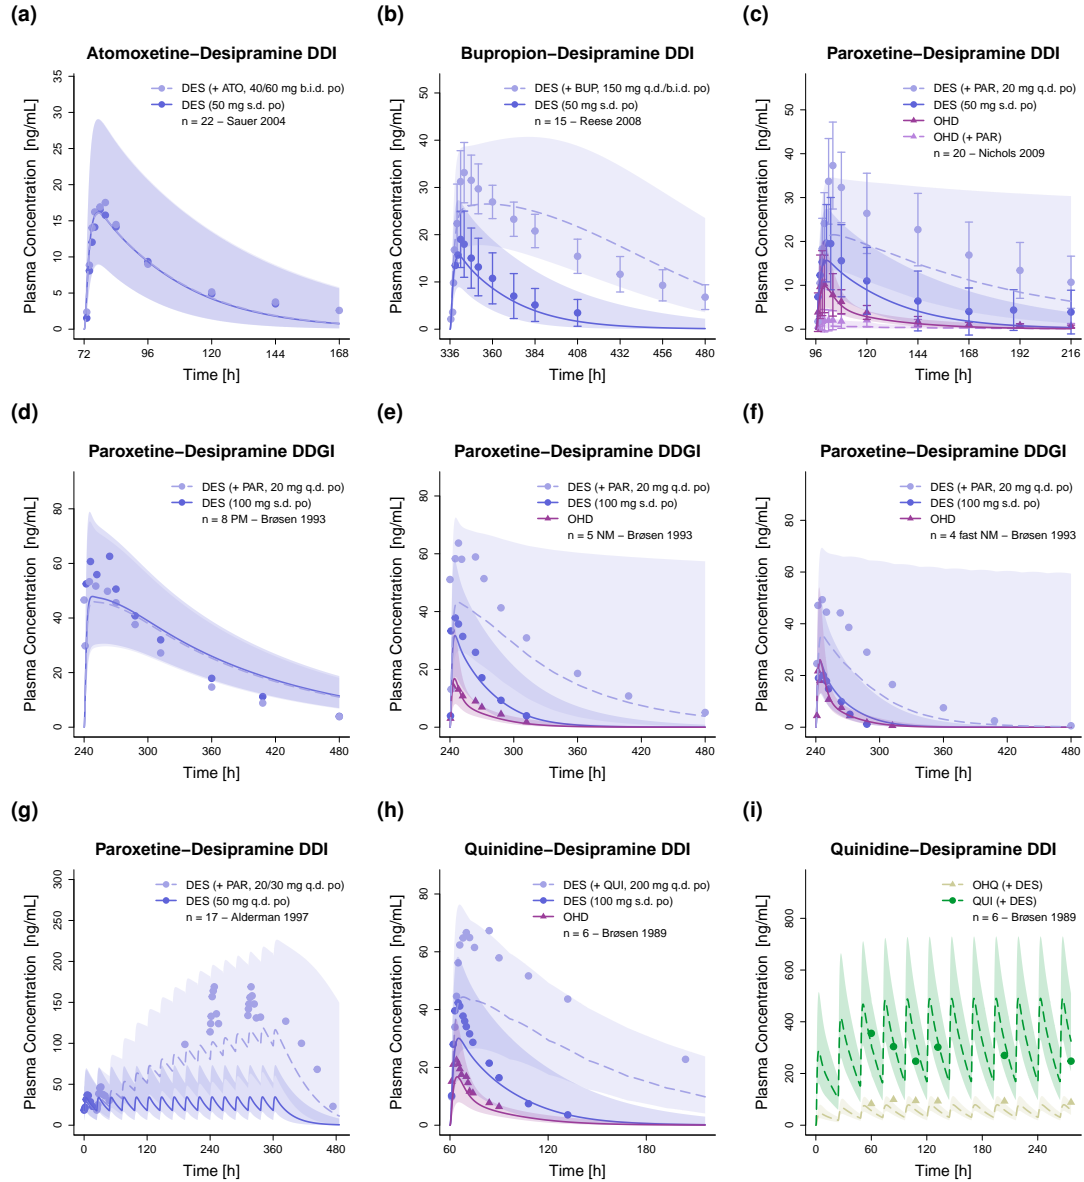 (a)
Atomoxetine−Desipramine DDI
DES (+ ATO, 40/60 mg b.i.d. po)
DES (50 mg s.d. po)
n = 22 − Sauer 2004
Plasma Concentration [ng/mL]
0 5 10 15 20 25 30 35
72 96 120 144 168
Time [h]
(b)
Bupropion−Desipramine DDI
DES (+ BUP, 150 mg q.d./b.i.d. po)
DES (50 mg s.d. po)
n = 15 − Reese 2008
Plasma Concentration [ng/mL]
0 10 20 30 40 50
336 360 384 408 432 456 480
Time [h]
(c)
Paroxetine−Desipramine DDI
DES (+ PAR, 20 mg q.d. po)
DES (50 mg s.d. po)
OHD
OHD (+ PAR)
n = 20 − Nichols 2009
Plasma Concentration [ng/mL]
0 10 20 30 40 50
96 120 144 168 192 216
Time [h]
(d)
Paroxetine−Desipramine DDGI
DES (+ PAR, 20 mg q.d. po)
DES (100 mg s.d. po)
n = 8 PM − Brøsen 1993
Plasma Concentration [ng/mL]
0 20 40 60 80
240 300 360 420 480
Time [h]
(e)
Paroxetine−Desipramine DDGI
DES (+ PAR, 20 mg q.d. po)
DES (100 mg s.d. po)
OHD
n = 5 NM − Brøsen 1993
Plasma Concentration [ng/mL]
0 20 40 60 80
240 300 360 420 480
Time [h]
(f)
Paroxetine−Desipramine DDGI
DES (+ PAR, 20 mg q.d. po)
DES (100 mg s.d. po)
OHD
n = 4 fast NM − Brøsen 1993
Plasma Concentration [ng/mL]
0 20 40 60 80
240 300 360 420 480
Time [h]
(g)
Paroxetine−Desipramine DDI
DES (+ PAR, 20/30 mg q.d. po)
DES (50 mg q.d. po)
n = 17 − Alderman 1997
Plasma Concentration [ng/mL]
0 50 100 150 200 250 300
0 120 240 360 480
Time [h]
(h)
Quinidine−Desipramine DDI
DES (+ QUI, 200 mg q.d. po)
DES (100 mg s.d. po)
OHD
n = 6 − Brøsen 1989
Plasma Concentration [ng/mL]
0 20 40 60 80
60 120 180
Time [h]
(i)
Quinidine−Desipramine DDI
OHQ (+ DES)
QUI (+ DES)
n = 6 − Brøsen 1989
Plasma Concentration [ng/mL]
0 200 400 600 800
0 60 120 180 240
Time [h]